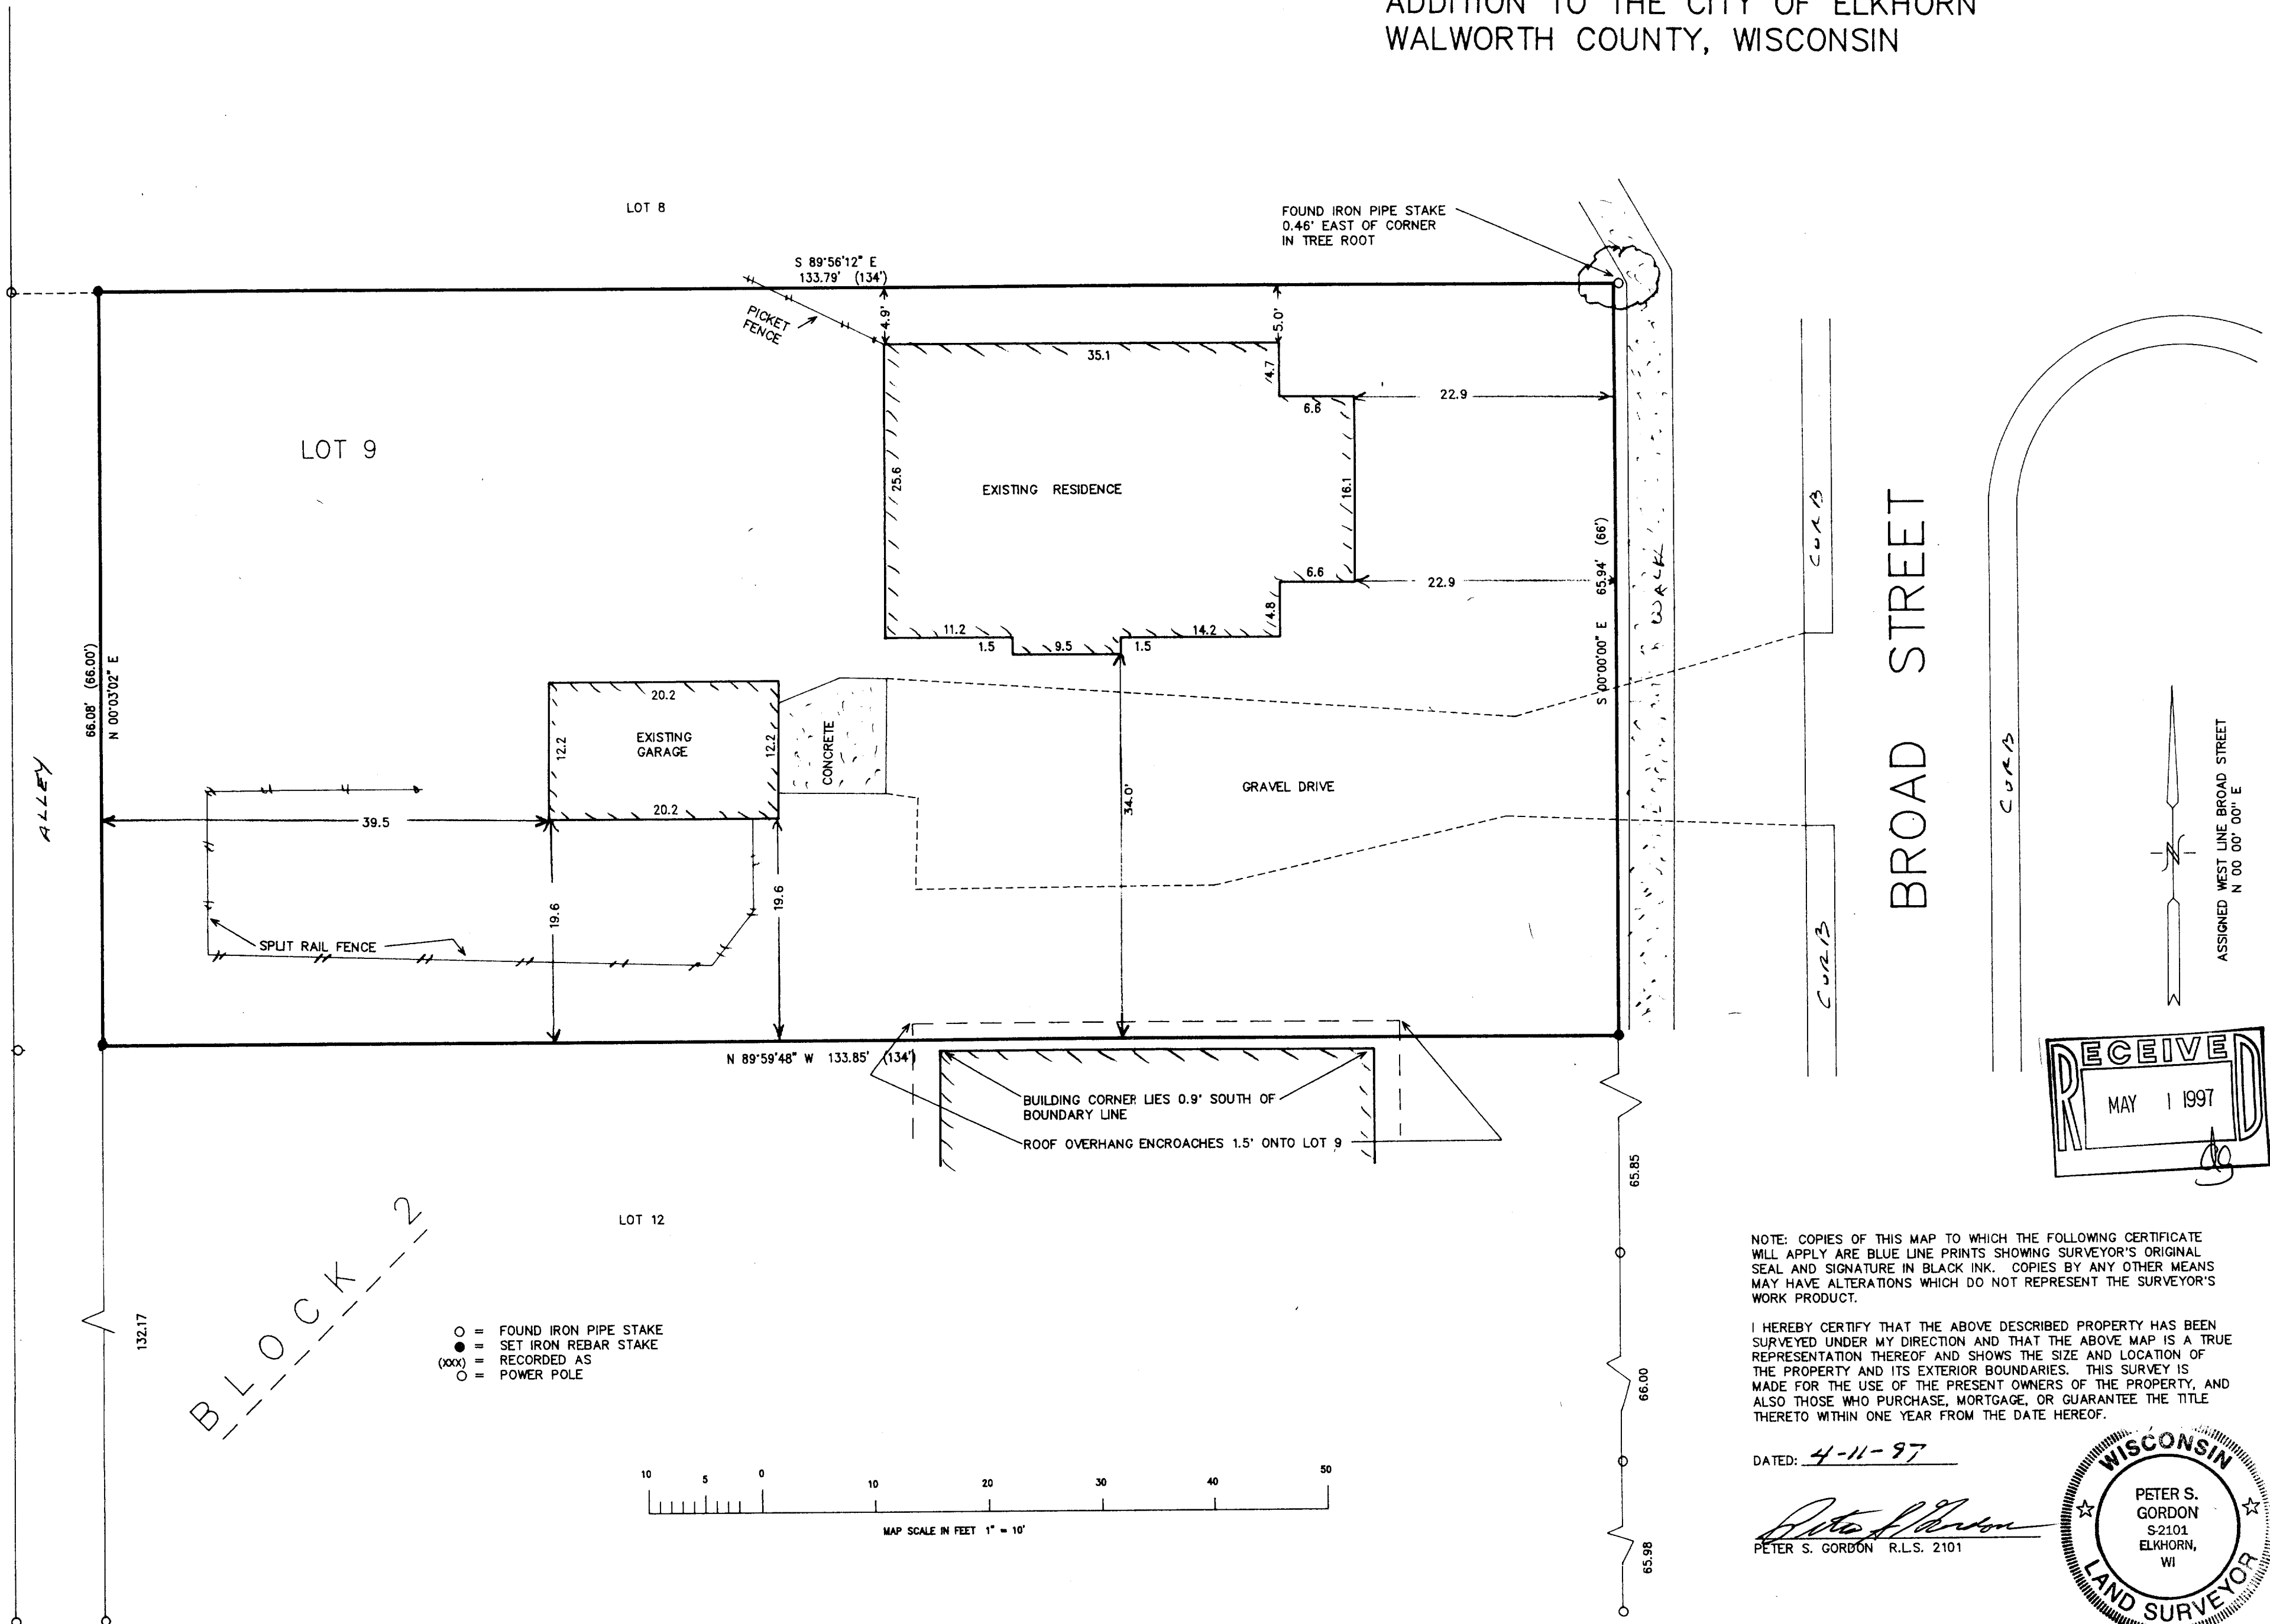 ADDITION TO THE CITY OF ELKHORN
WALWORTH COUNTY, WISCONSIN
LOT 8
FOUND IRON PIPE STAKE
0.46' EAST OF CORNER
IN TREE ROOT
S 89°56'12" E
133.79' (134')
PICKET
FENCE
4.9'
5.0'
35.1
4.7
6.6
22.9
LOT 9
25.6
EXISTING RESIDENCE
16.1
6.6
22.9
4.8
11.2
1.5
9.5
1.5
14.2
S 00°00'00" E 65.94' (66')
WALK
CURB
BROAD STREET
CURB
CURB
ASSIGNED WEST LINE BROAD STREET
N 00 00' 00" E
N
66.08' (66.00')
N 00°03'02" E
ALLEY
20.2
12.2
EXISTING
GARAGE
12.2
20.2
CONCRETE
GRAVEL DRIVE
34.0'
39.5
19.6
19.6
SPLIT RAIL FENCE
N 89°59'48" W 133.85' (134')
BUILDING CORNER LIES 0.9' SOUTH OF
BOUNDARY LINE
ROOF OVERHANG ENCROACHES 1.5' ONTO LOT 9
RECEIVED
MAY 1 1997
65.85
LOT 12
BLOCK 2
132.17
O = FOUND IRON PIPE STAKE
● = SET IRON REBAR STAKE
(XXX) = RECORDED AS
O = POWER POLE
66.00
65.98
10 5 0 10 20 30 40 50
MAP SCALE IN FEET 1" = 10'
NOTE: COPIES OF THIS MAP TO WHICH THE FOLLOWING CERTIFICATE
WILL APPLY ARE BLUE LINE PRINTS SHOWING SURVEYOR'S ORIGINAL
SEAL AND SIGNATURE IN BLACK INK. COPIES BY ANY OTHER MEANS
MAY HAVE ALTERATIONS WHICH DO NOT REPRESENT THE SURVEYOR'S
WORK PRODUCT.
I HEREBY CERTIFY THAT THE ABOVE DESCRIBED PROPERTY HAS BEEN
SURVEYED UNDER MY DIRECTION AND THAT THE ABOVE MAP IS A TRUE
REPRESENTATION THEREOF AND SHOWS THE SIZE AND LOCATION OF
THE PROPERTY AND ITS EXTERIOR BOUNDARIES. THIS SURVEY IS
MADE FOR THE USE OF THE PRESENT OWNERS OF THE PROPERTY, AND
ALSO THOSE WHO PURCHASE, MORTGAGE, OR GUARANTEE THE TITLE
THERETO WITHIN ONE YEAR FROM THE DATE HEREOF.
DATED: 4-11-97
Peter S Gordon
PETER S. GORDON R.L.S. 2101
WISCONSIN
PETER S.
GORDON
S-2101
ELKHORN,
WI
LAND SURVEYOR